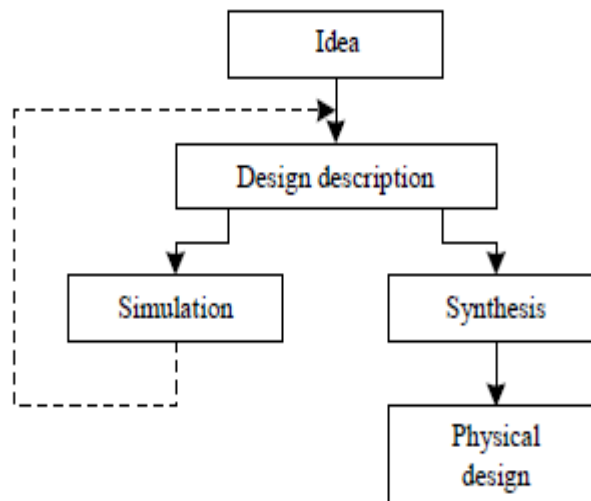 Idea
Design description
Simulation
Synthesis
Physical
design